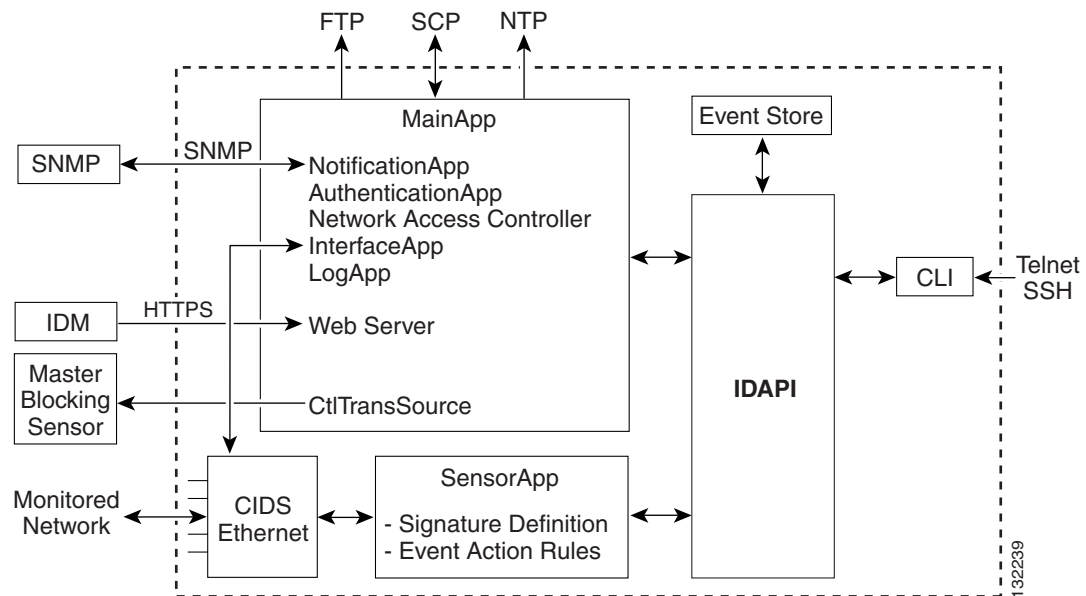 FTP
SCP
NTP
MainApp
Event Store
SNMP
SNMP
NotificationApp
AuthenticationApp
Network Access Controller
InterfaceApp
LogApp
Telnet
SSH
CLI
HTTPS
IDM
Web Server
Master
Blocking
Sensor
CtlTransSource
IDAPI
Monitored
Network
CIDS
Ethernet
SensorApp
- Signature Definition
- Event Action Rules
132239